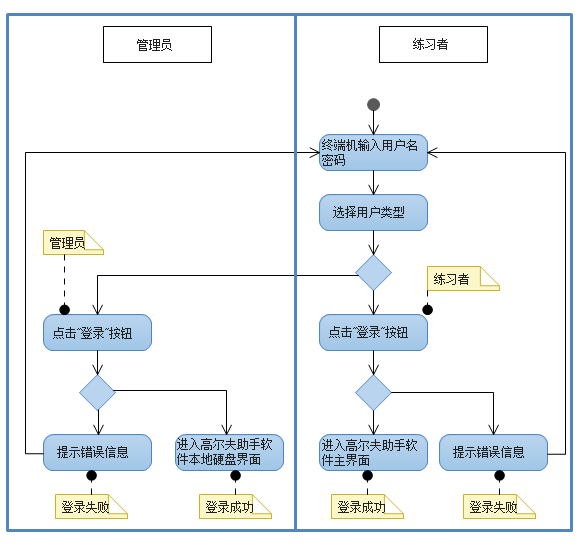 管理员
练习者
终端机输入用户名
密码
选择用户类型
管理员
练习者
点击“登录”按钮
点击“登录”按钮
提示错误信息
进入高尔夫助手软
件本地硬盘界面
进入高尔夫助手软
件主界面
提示错误信息
登录失败
登录成功
登录成功
登录失败